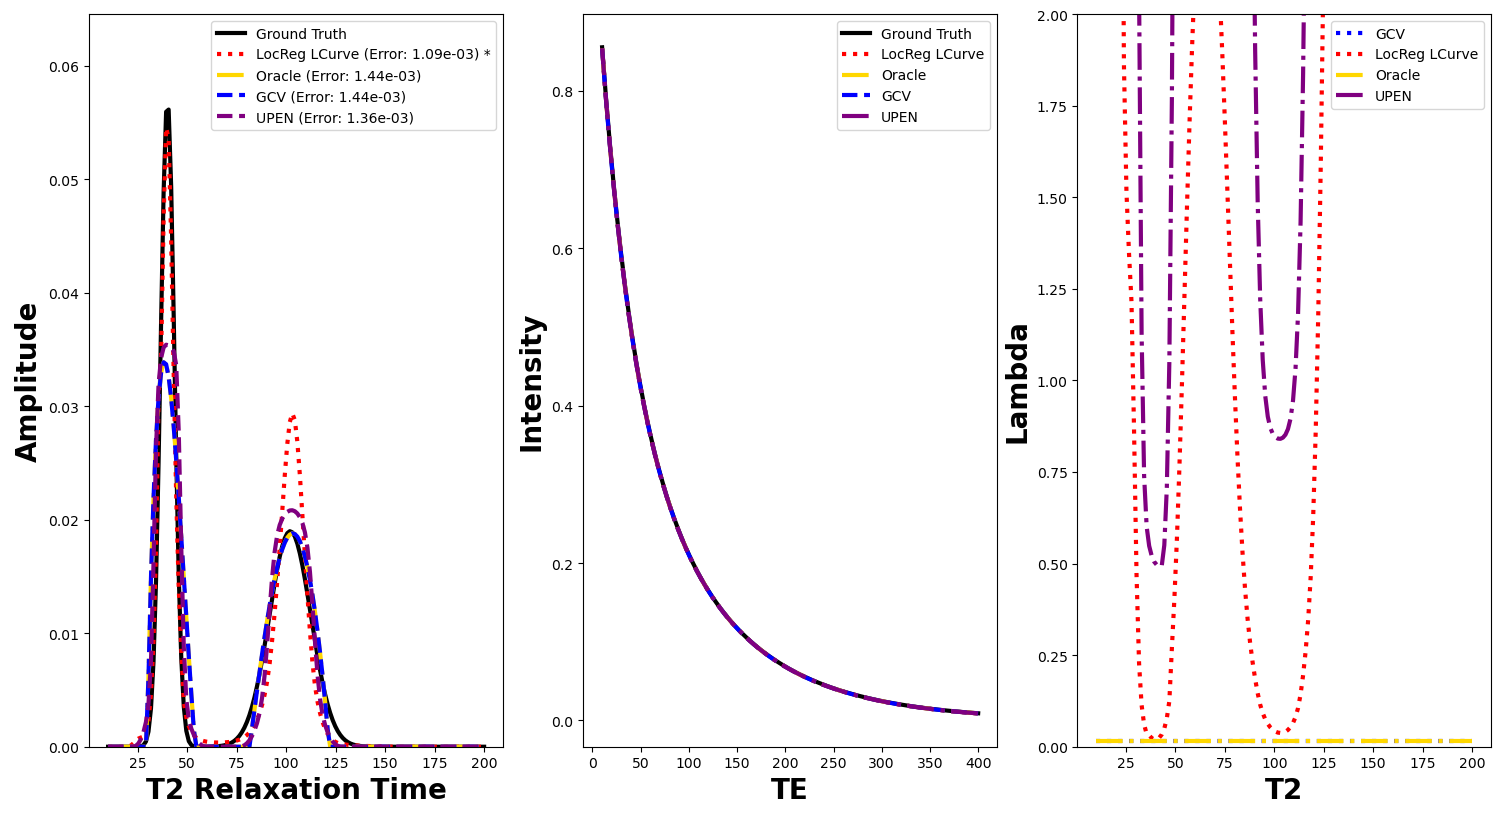 Ground Truth
LocReg LCurve (Error: 1.09e-03) *
Oracle (Error: 1.44e-03)
GCV (Error: 1.44e-03)
UPEN (Error: 1.36e-03)
0.06
0.05
0.04
0.03
0.02
0.01
0.00
Amplitude
25 50 75 100 125 150 175 200
T2 Relaxation Time
Ground Truth
LocReg LCurve
Oracle
GCV
UPEN
0.8
0.6
0.4
0.2
0.0
Intensity
0 50 100 150 200 250 300 350 400
TE
GCV
LocReg LCurve
Oracle
UPEN
2.00
1.75
1.50
1.25
1.00
0.75
0.50
0.25
0.00
Lambda
25 50 75 100 125 150 175 200
T2